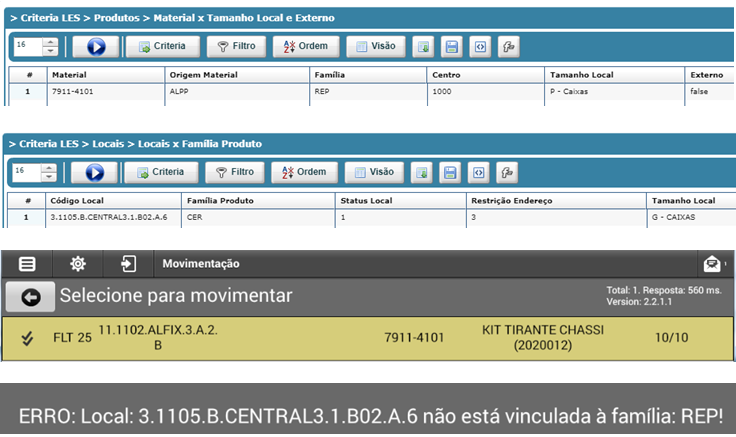 > Criteria LES > Produtos > Material x Tamanho Local e Externo
16 Criteria Filtro Ordem Visão
# Material Origem Material Família Centro Tamanho Local Externo
1 7911-4101 ALPP REP 1000 P - Caixas false
> Criteria LES > Locais > Locais x Família Produto
16 Criteria Filtro Ordem Visão
# Código Local Família Produto Status Local Restrição Endereço Tamanho Local
1 3.1105.B.CENTRAL3.1.B02.A.6 CER 1 3 G - CAIXAS
Movimentação
Selecione para movimentar
Total: 1. Resposta: 560 ms.
Version: 2.2.1.1
FLT 25 11.1102.ALFIX.3.A.2.
B
7911-4101
KIT TIRANTE CHASSI
(2020012)
10/10
ERRO: Local: 3.1105.B.CENTRAL3.1.B02.A.6 não está vinculada à família: REP!